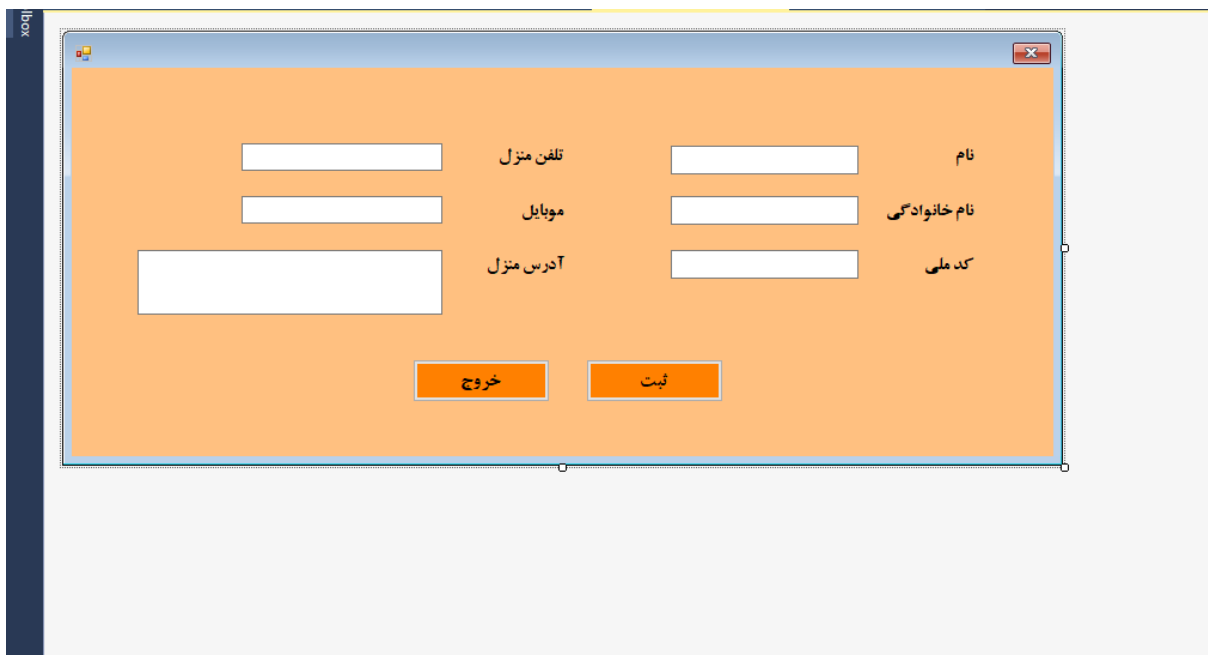 lbox
نام
تلفن منزل
نام خانوادگی
موبایل
کد ملی
آدرس منزل
ثبت
خروج